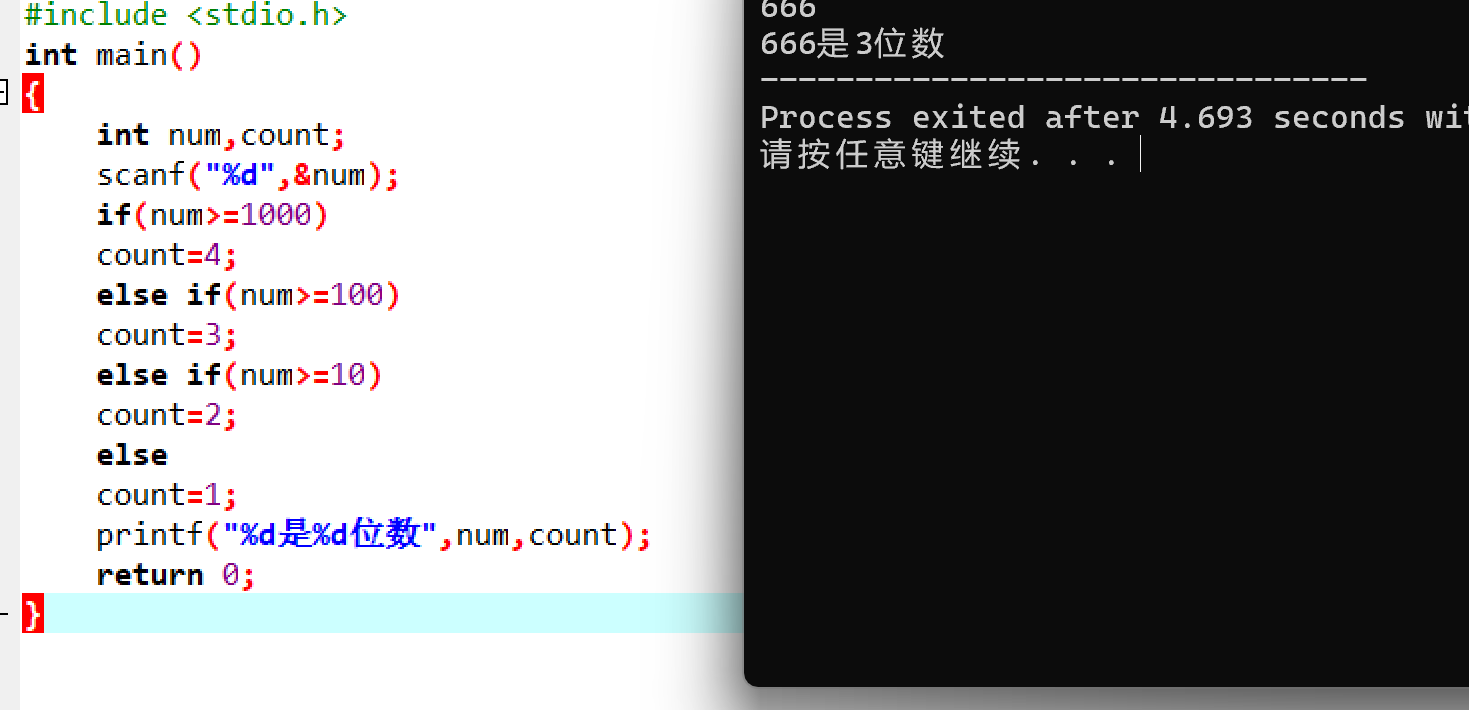 #include <stdio.h>
int main()
{
int num,count;
scanf("%d",&num);
if(num>=1000)
count=4;
else if(num>=100)
count=3;
else if(num>=10)
count=2;
else
count=1;
printf("%d是%d位数",num,count);
return 0;
}
666
666是3位数
--------------------------------
Process exited after 4.693 seconds
请按任意键继续. . .